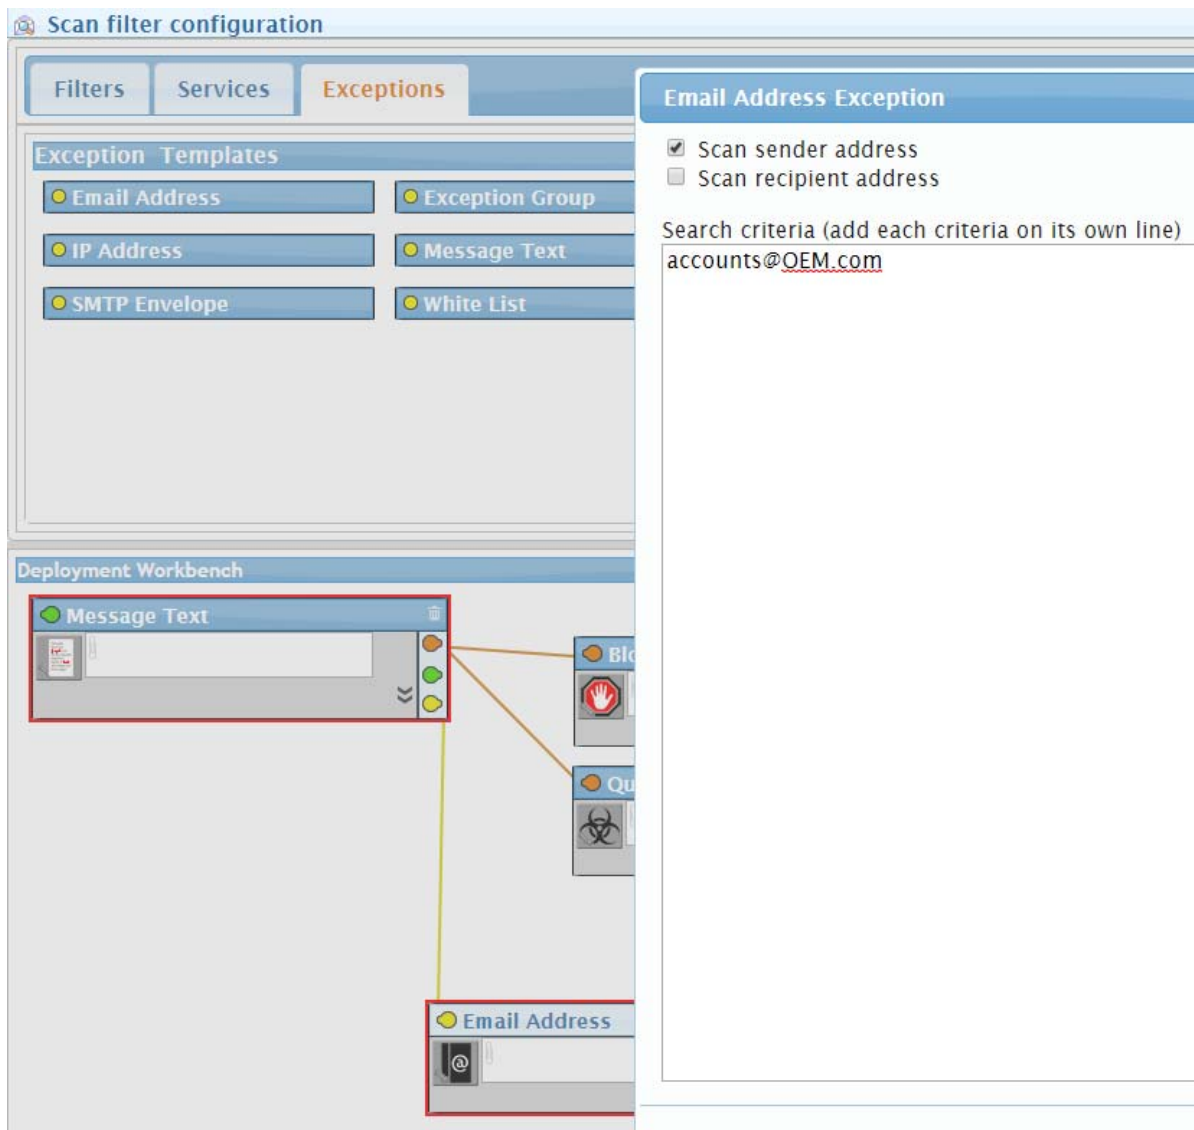 Scan filter configuration
Filters
Services
Exceptions
Exception Templates
Email Address
Exception Group
IP Address
Message Text
SMTP Envelope
White List
Email Address Exception
Scan sender address
Scan recipient address
Search criteria (add each criteria on its own line)
accounts@OEM.com
Deployment Workbench
Message Text
Blo
Qu
Email Address
@